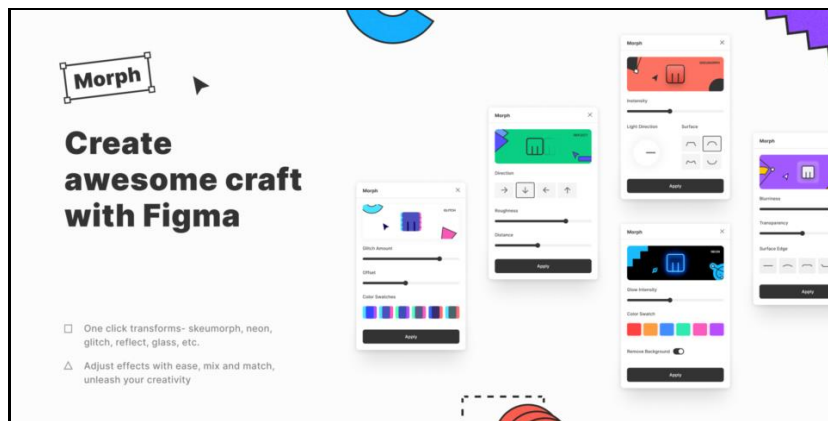 Morph
Create
awesome craft
with Figma
One click transforms- skeumorph, neon,
glitch, reflect, glass, etc.
Adjust effects with ease, mix and match,
unleash your creativity
Morph
GLITCH
Glitch Amount
Offset
Color Swatches
Apply
Morph
Direction
Roughness
Distance
Apply
Morph
Light Direction
Surface
Apply
Morph
NEON
Glow Intensity
Color Swatch
Remove Background
Apply
Morph
Blurriness
Transparency
Surface Edge
Apply